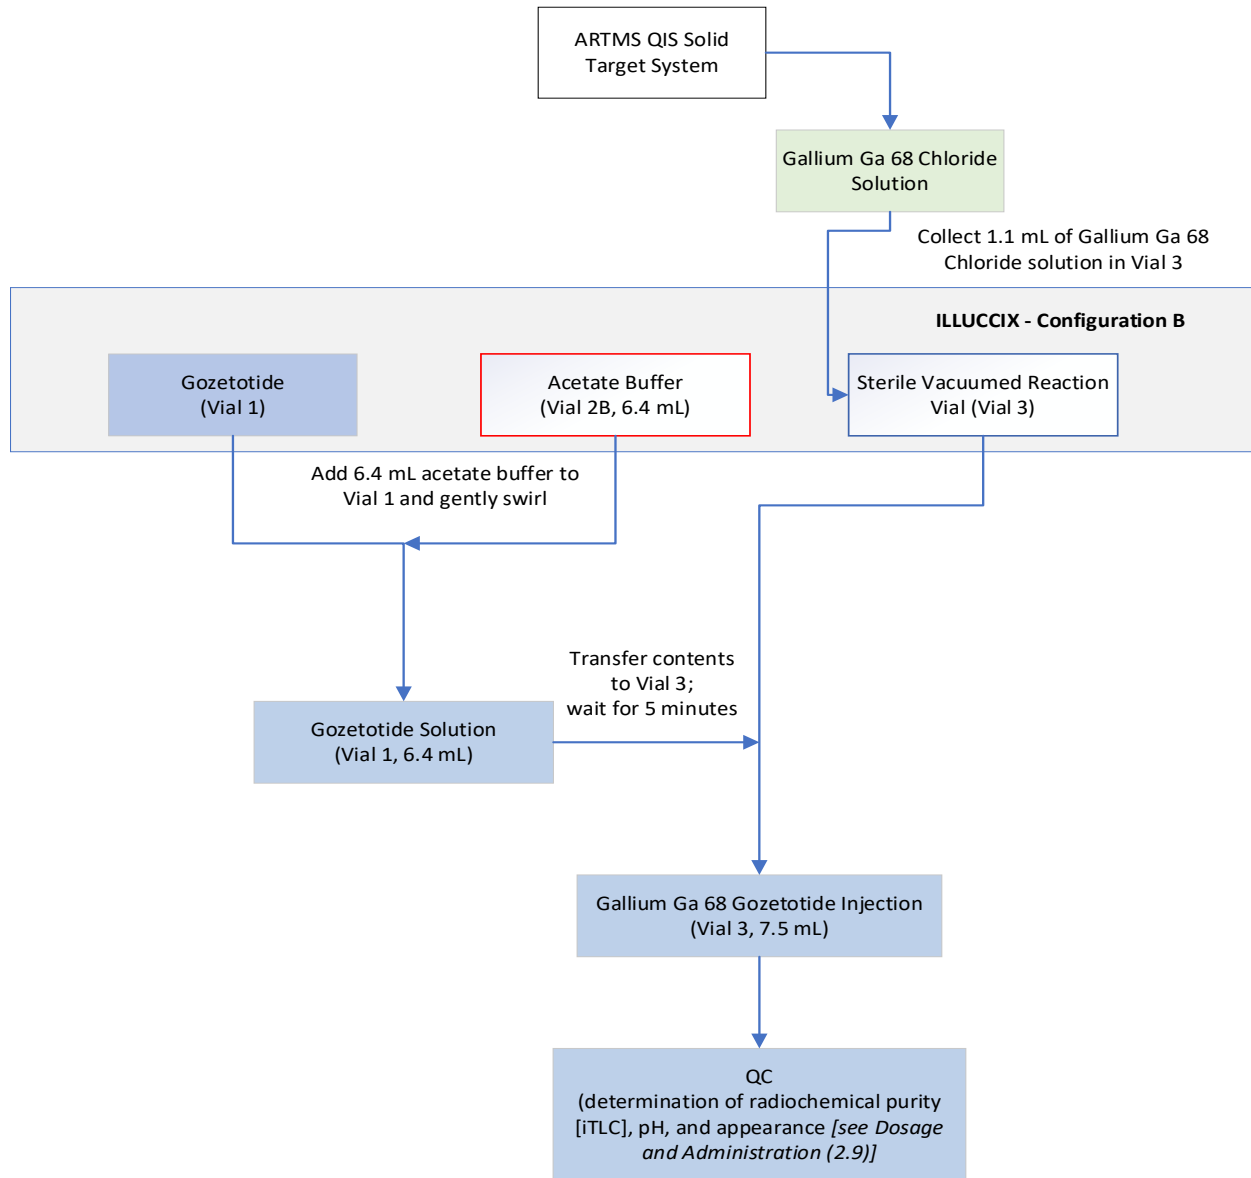 ARTMS QIS Solid
Target System
Gallium Ga 68 Chloride
Solution
Collect 1.1 mL of Gallium Ga 68
Chloride solution in Vial 3
ILLUCCIX - Configuration B
Gozetotide
(Vial 1)
Acetate Buffer
(Vial 2B, 6.4 mL)
Sterile Vacuumed Reaction
Vial (Vial 3)
Add 6.4 mL acetate buffer to
Vial 1 and gently swirl
Transfer contents
to Vial 3;
wait for 5 minutes
Gozetotide Solution
(Vial 1, 6.4 mL)
Gallium Ga 68 Gozetotide Injection
(Vial 3, 7.5 mL)
QC
(determination of radiochemical purity
[iTLC], pH, and appearance [see Dosage
and Administration (2.9)]